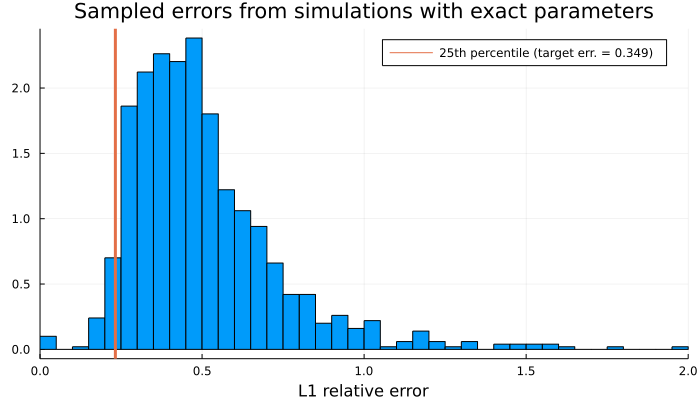 Sampled errors from simulations with exact parameters
25th percentile (target err. = 0.349)
2.0
1.5
1.0
0.5
0.0
0.0 0.5 1.0 1.5 2.0
L1 relative error